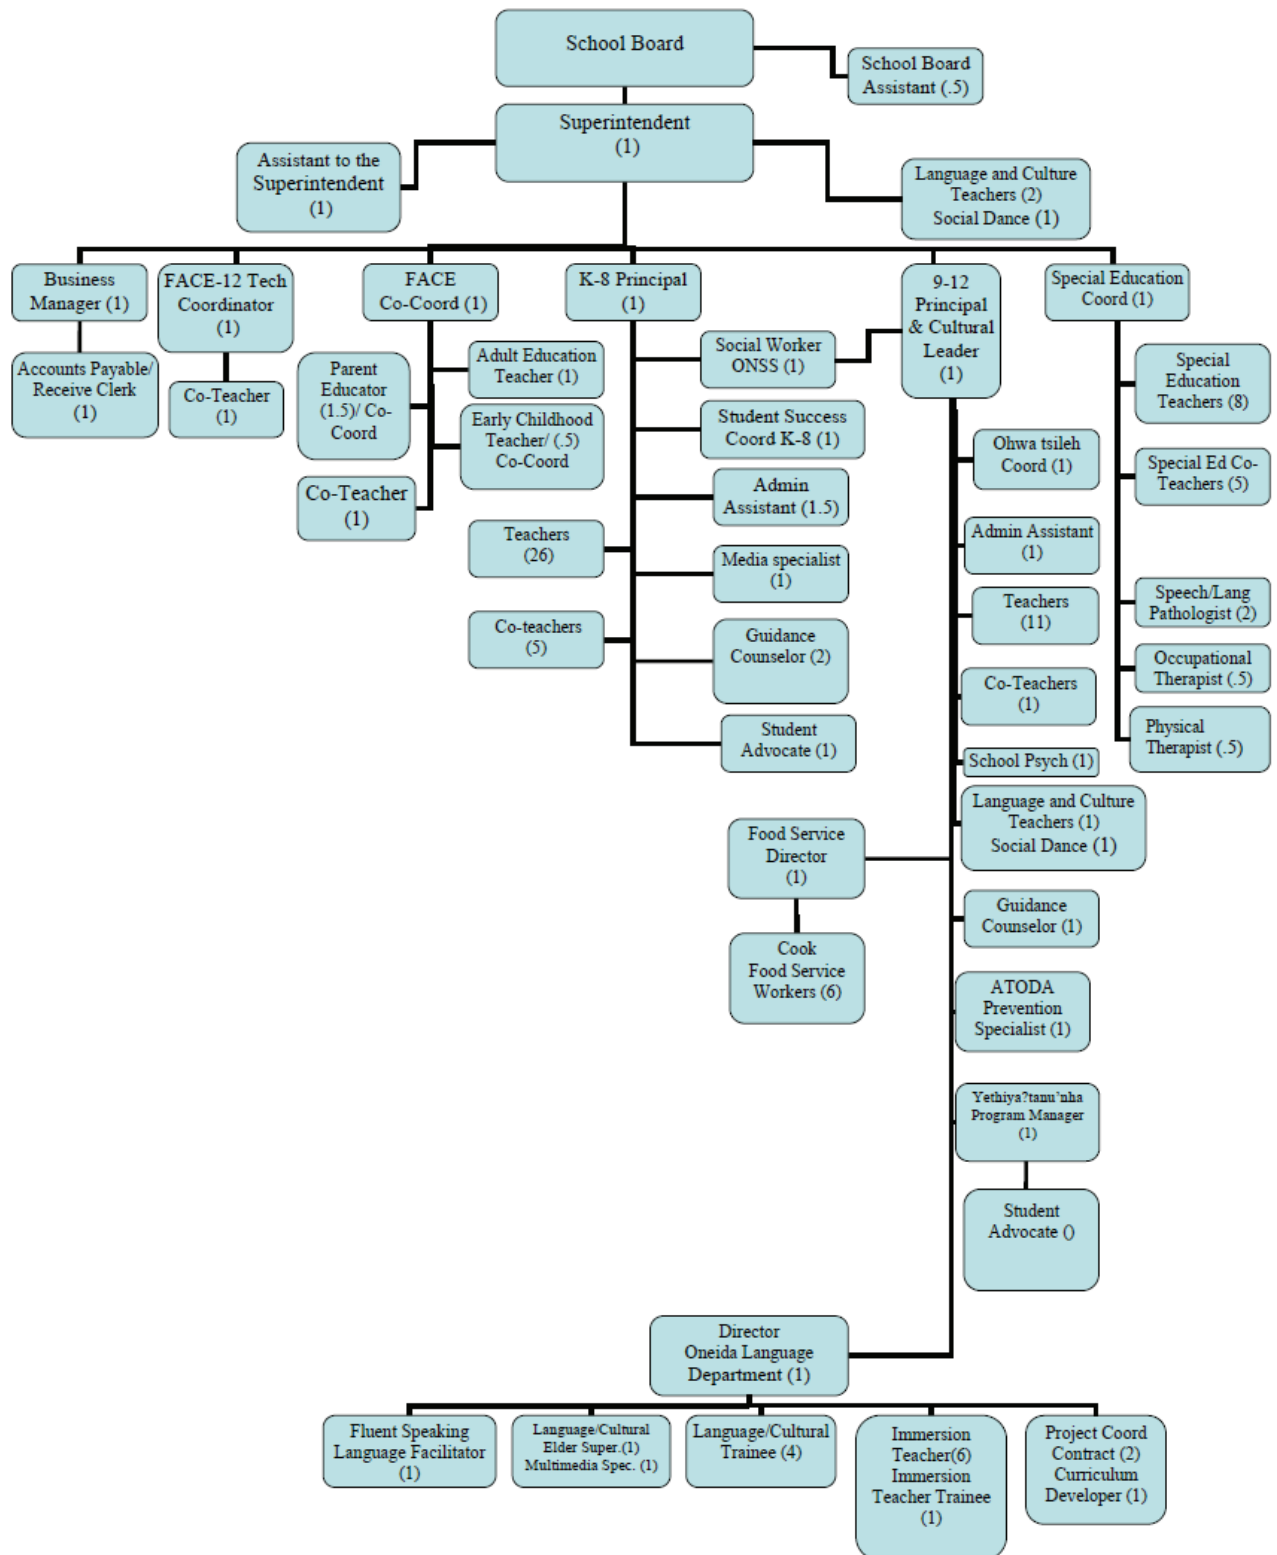 School Board
School Board
Assistant (.5)
Superintendent
(1)
Assistant to the
Superintendent
(1)
Language and Culture
Teachers (2)
Social Dance (1)
Business
Manager (1)
FACE-12 Tech
Coordinator
(1)
FACE
Co-Coord (1)
K-8 Principal
(1)
9-12
Principal
& Cultural
Leader
(1)
Special Education
Coord (1)
Accounts Payable/
Receive Clerk
(1)
Co-Teacher
(1)
Parent
Educator
(1.5)/ Co-
Coord
Adult Education
Teacher (1)
Early Childhood
Teacher/ (.5)
Co-Coord
Co-Teacher
(1)
Social Worker
ONSS (1)
Student Success
Coord K-8 (1)
Admin
Assistant (1.5)
Teachers
(26)
Media specialist
(1)
Co-teachers
(5)
Guidance
Counselor (2)
Student
Advocate (1)
Ohwa tsileh
Coord (1)
Admin Assistant
(1)
Teachers
(11)
Co-Teachers
(1)
School Psych (1)
Language and Culture
Teachers (1)
Social Dance (1)
Special
Education
Teachers (8)
Special Ed Co-
Teachers (5)
Speech/Lang
Pathologist (2)
Occupational
Therapist (.5)
Physical
Therapist (.5)
Food Service
Director
(1)
Cook
Food Service
Workers (6)
Guidance
Counselor (1)
ATODA
Prevention
Specialist (1)
Yethiya?tanu’nha
Program Manager
(1)
Student
Advocate ()
Director
Oneida Language
Department (1)
Fluent Speaking
Language Facilitator
(1)
Language/Cultural
Elder Super.(1)
Multimedia Spec. (1)
Language/Cultural
Trainee (4)
Immersion
Teacher(6)
Immersion
Teacher Trainee
(1)
Project Coord
Contract (2)
Curriculum
Developer (1)